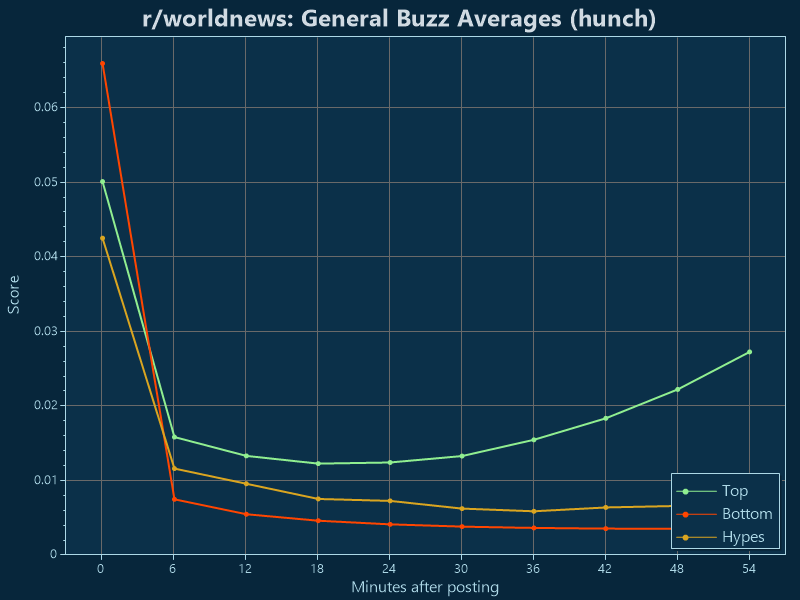 r/worldnews: General Buzz Averages (hunch)
Score
0.06
0.05
0.04
0.03
0.02
0.01
0
0 6 12 18 24 30 36 42 48 54
Minutes after posting
Top
Bottom
Hypes